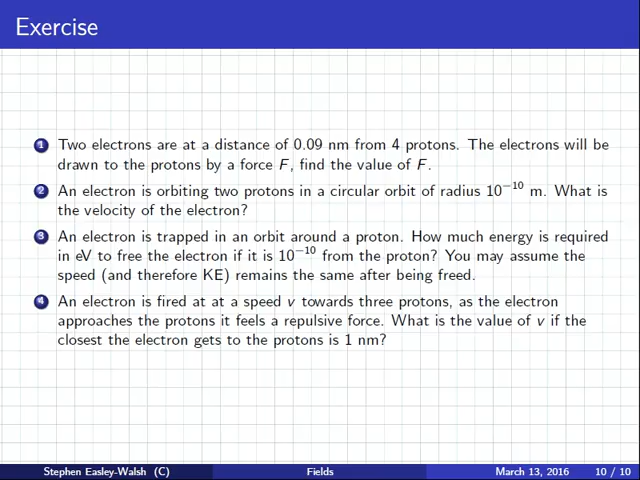 Exercise
1 Two electrons are at a distance of 0.09 nm from 4 protons. The electrons will be
drawn to the protons by a force F, find the value of F.
2 An electron is orbiting two protons in a circular orbit of radius 10⁻¹⁰ m. What is
the velocity of the electron?
3 An electron is trapped in an orbit around a proton. How much energy is required
in eV to free the electron if it is 10⁻¹⁰ from the proton? You may assume the
speed (and therefore KE) remains the same after being freed.
4 An electron is fired at at a speed v towards three protons, as the electron
approaches the protons it feels a repulsive force. What is the value of v if the
closest the electron gets to the protons is 1 nm?
Stephen Easley-Walsh (C) Fields March 13, 2016 10 / 10